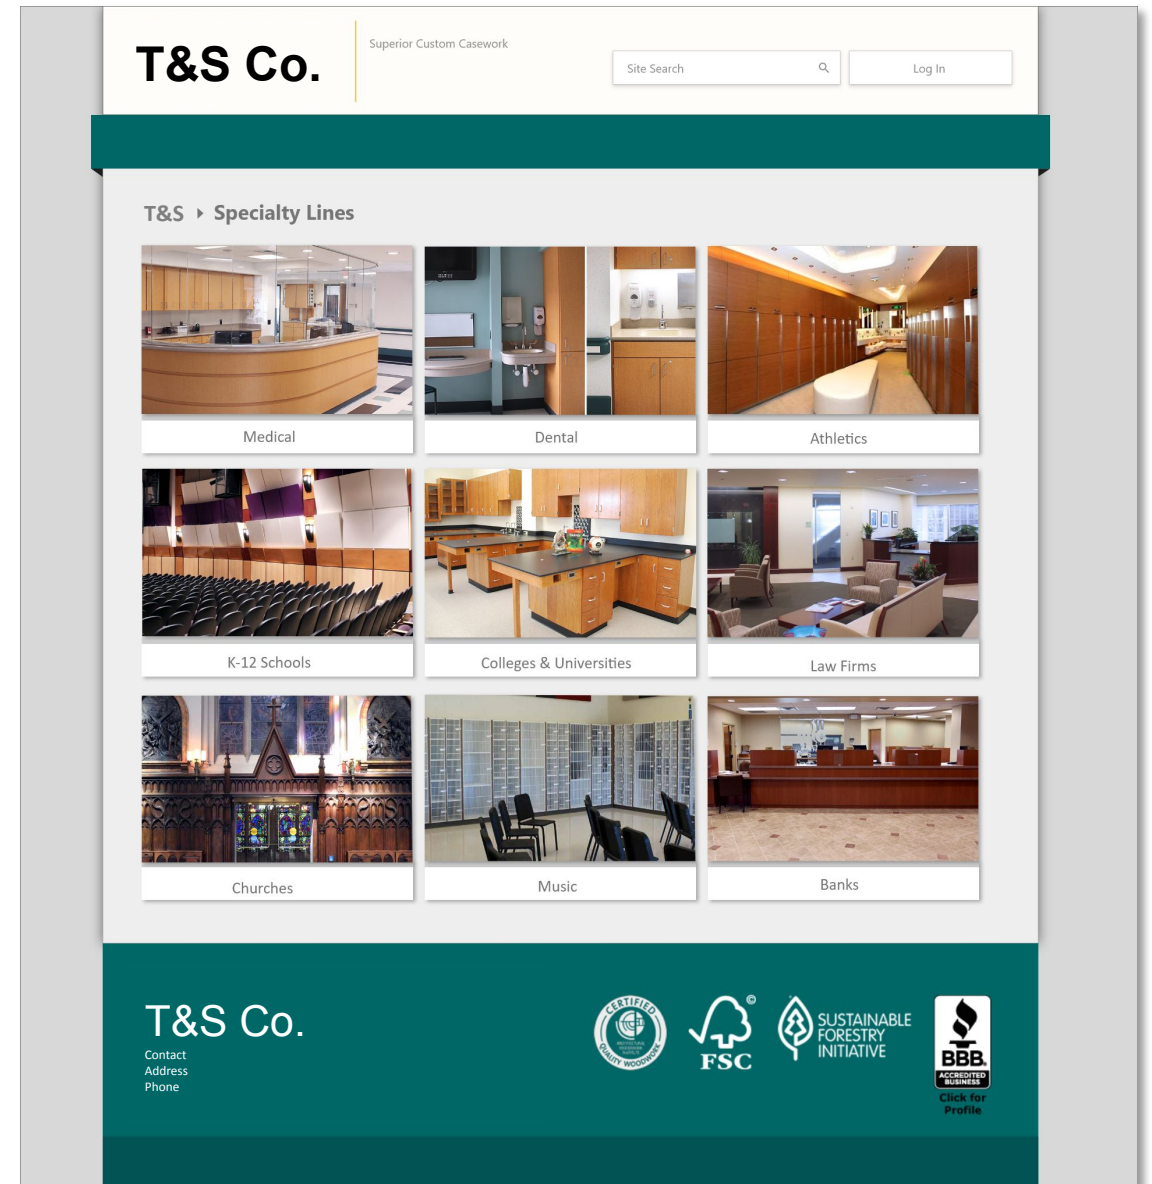 T&S Co.
Superior Custom Casework
Site Search
Log In
T&S
Specialty Lines
Medical
Dental
Athletics
K-12 Schools
Colleges & Universities
Law Firms
Churches
Music
Banks
T&S Co.
Contact
Address
Phone
CERTIFIED
QUALITY WOODWORK
©
FSC
SUSTAINABLE
FORESTRY
INITIATIVE
BBB.
ACCREDITED
BUSINESS
Click for
Profile